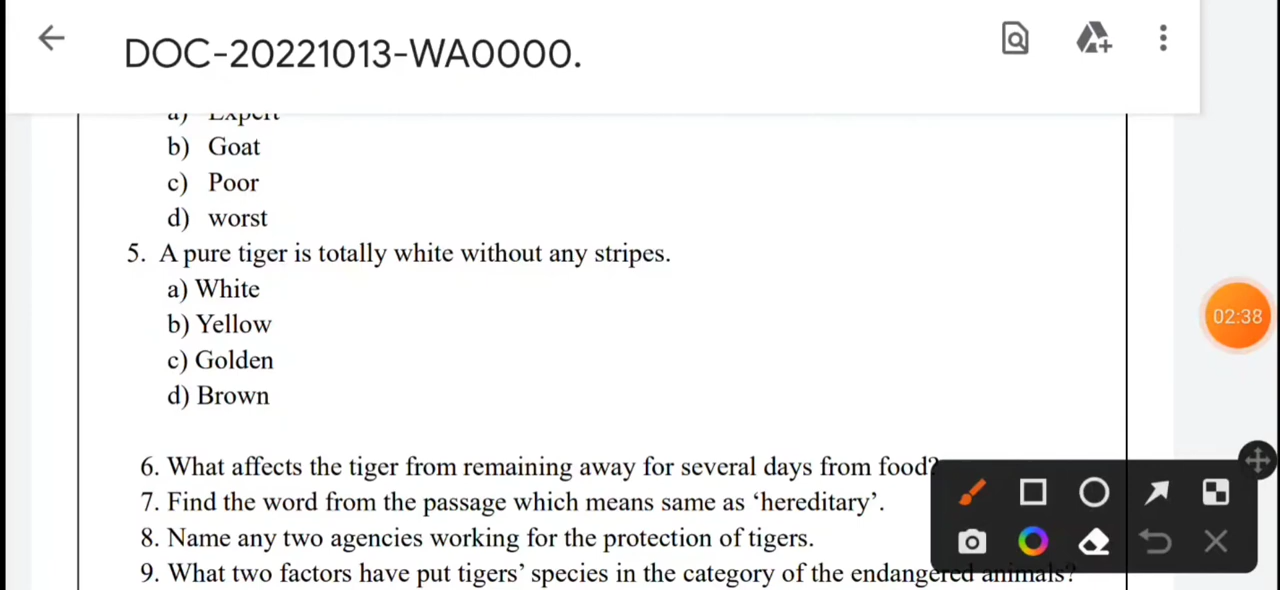 DOC-20221013-WA0000.
a) Expert
b) Goat
c) Poor
d) worst
5. A pure tiger is totally white without any stripes.
a) White
b) Yellow
c) Golden
d) Brown
02:38
6. What affects the tiger from remaining away for several days from food?
7. Find the word from the passage which means same as ‘hereditary’.
8. Name any two agencies working for the protection of tigers.
9. What two factors have put tigers’ species in the category of the endangered animals?